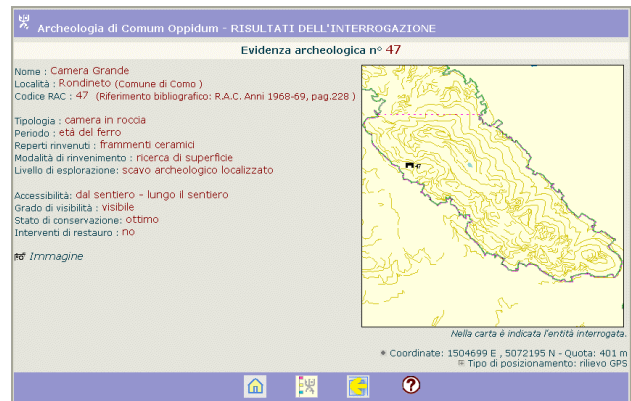 Archeologia di Comum Oppidum - RISULTATI DELL'INTERROGAZIONE
Evidenza archeologica n° 47
Nome : Camera Grande
Località : Rondineto (Comune di Como )
Codice RAC : 47 (Riferimento bibliografico: R.A.C. Anni 1968-69, pag.228 )
Tipologia : camera in roccia
Periodo : età del ferro
Reperti rinvenuti : frammenti ceramici
Modalità di rinvenimento : ricerca di superficie
Livello di esplorazione: scavo archeologico localizzato
Accessibilità: dal sentiero - lungo il sentiero
Grado di visibilità : visibile
Stato di conservazione: ottimo
Interventi di restauro : no
Immagine
47
Nella carta è indicata l'entità interrogata.
Coordinate: 1504699 E , 5072195 N - Quota: 401 m
Tipo di posizionamento: rilievo GPS
?